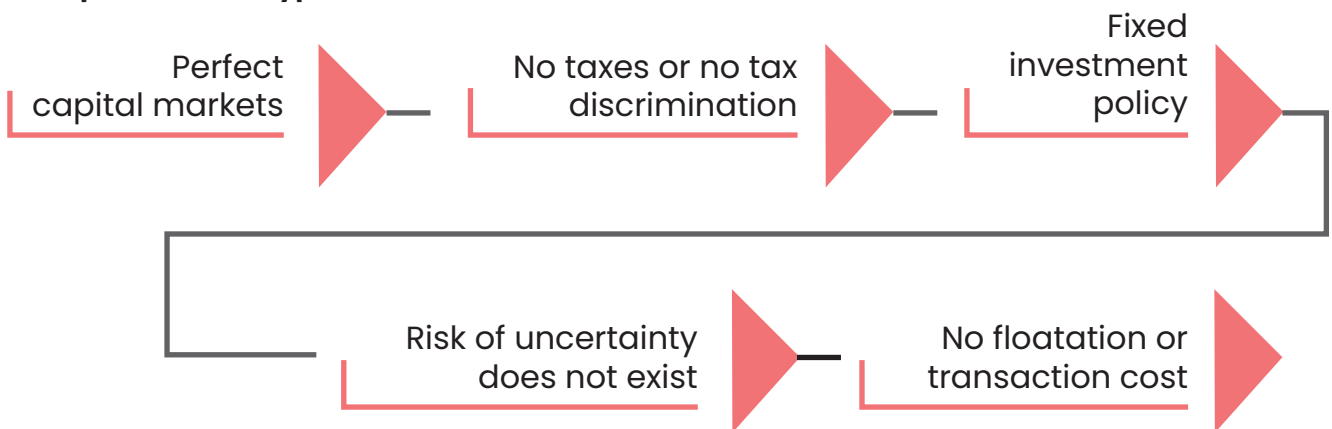 Perfect
capital markets
No taxes or no tax
discrimination
Fixed
investment
policy
Risk of uncertainty
does not exist
No floatation or
transaction cost